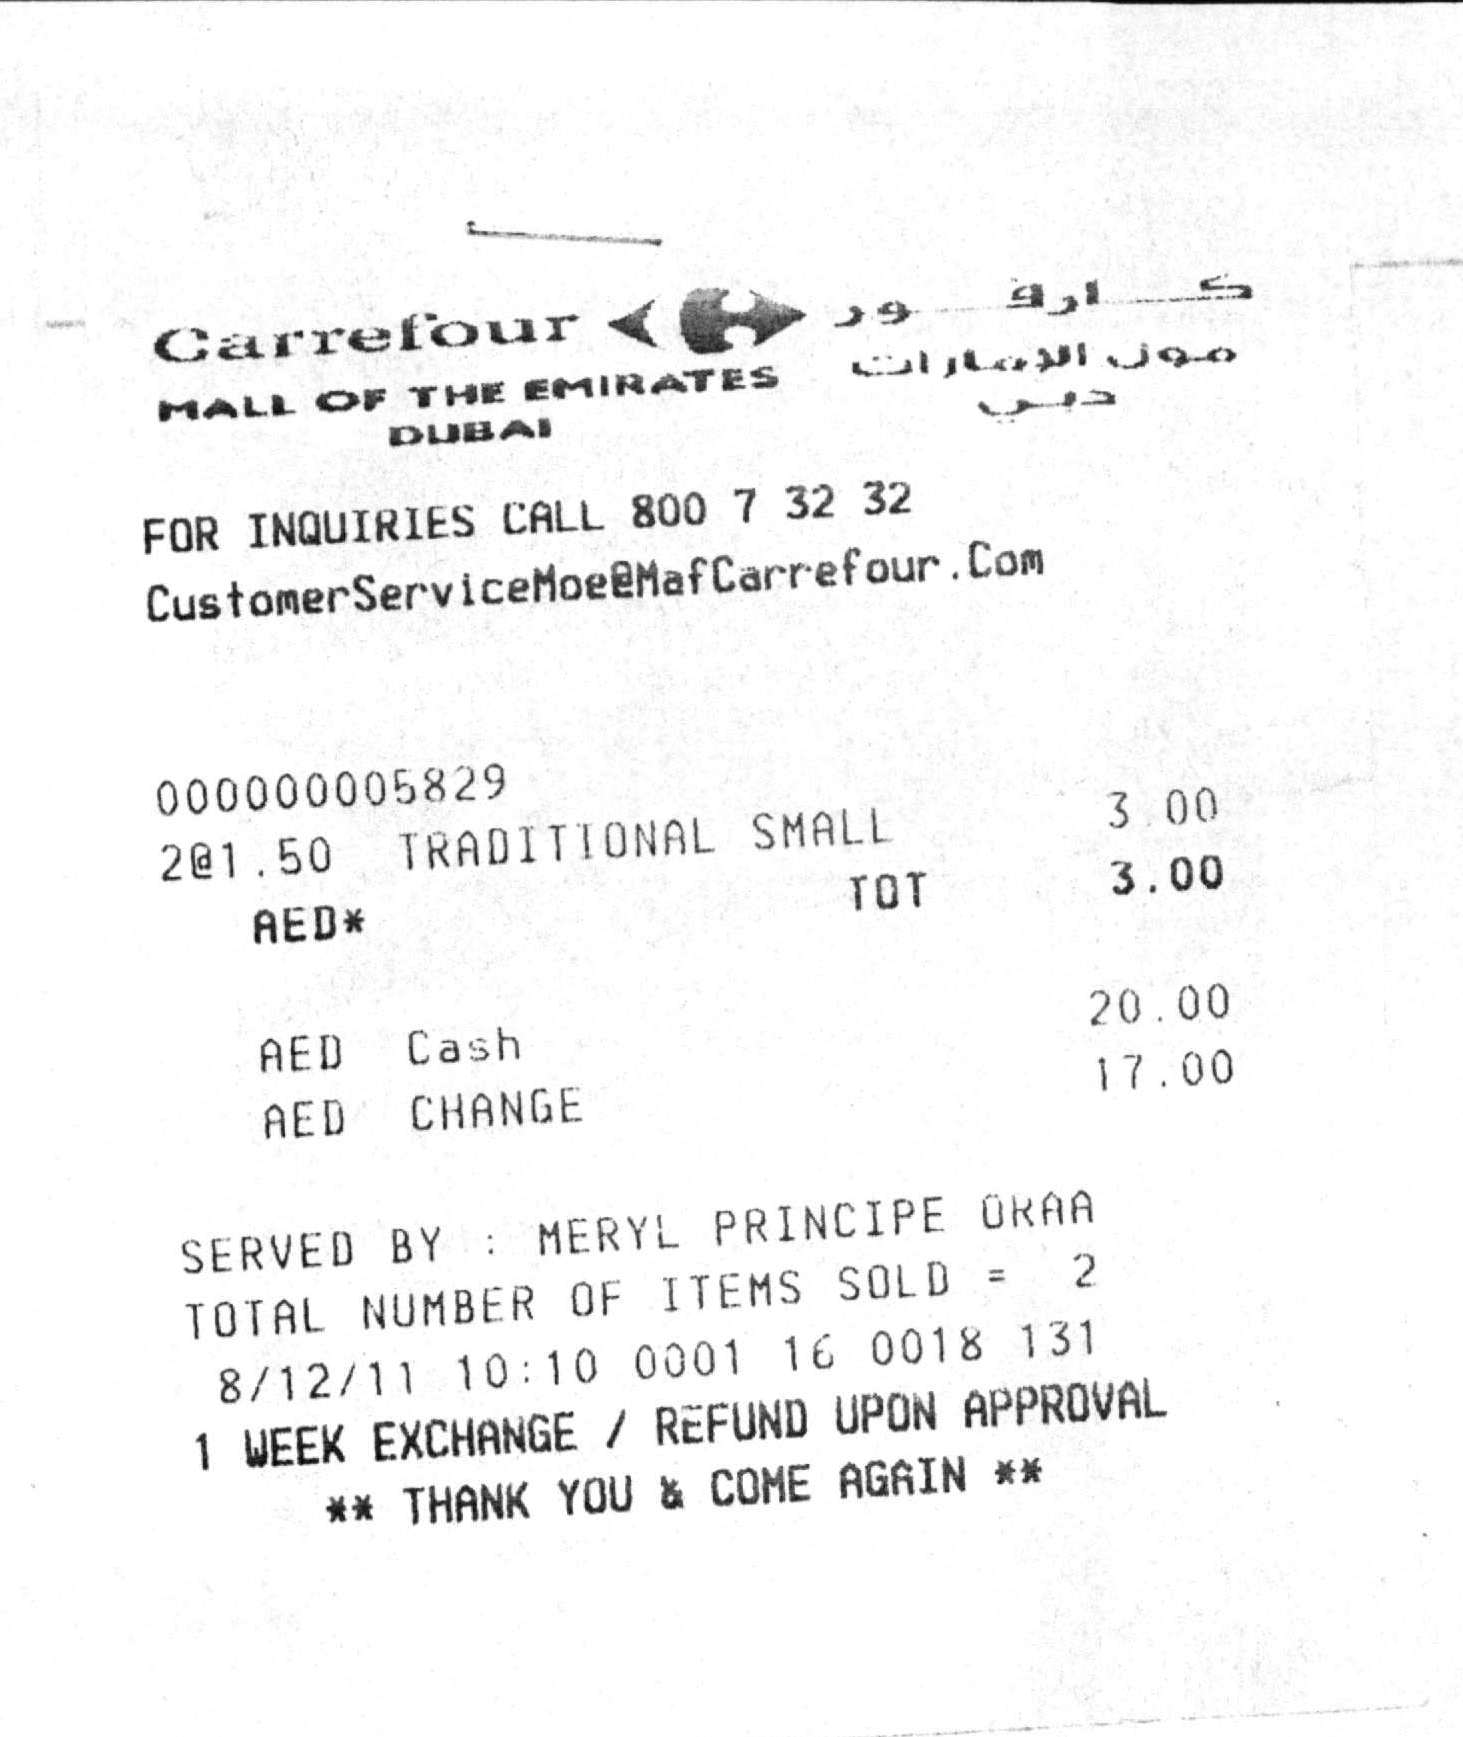 Carrefour كارفور
MALL OF THE EMIRATES مول الإمارات
DUBAI دبي
FOR INQUIRIES CALL 800 7 32 32
CustomerServiceMoe@MafCarrefour.Com
000000005829
2@1.50 TRADITIONAL SMALL 3.00
AED* TOT 3.00
AED Cash 20.00
AED CHANGE 17.00
SERVED BY : MERYL PRINCIPE
TOTAL NUMBER OF ITEMS SOLD = 2
8/12/11 10:10 0001 16 0018 131
1 WEEK EXCHANGE / REFUND UPON APPROVAL
** THANK YOU & COME AGAIN **